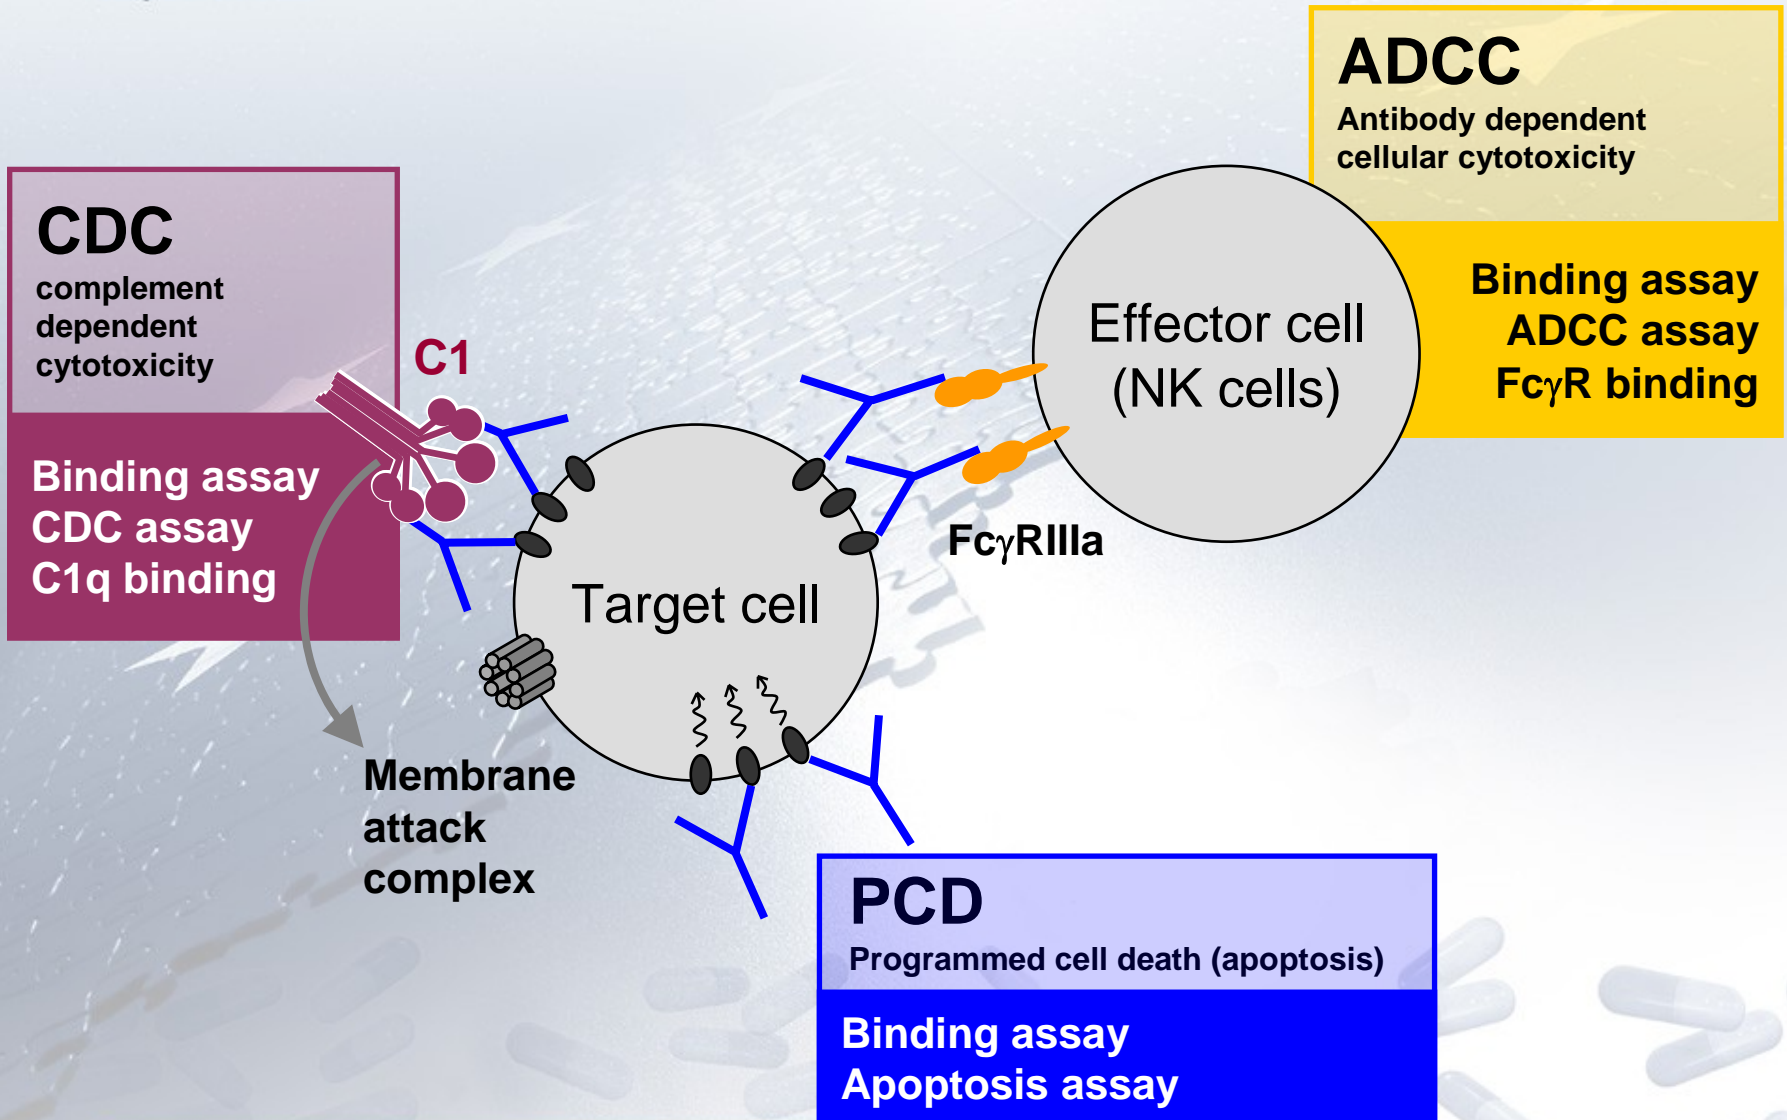 ADCC
Antibody dependent
cellular cytotoxicity
Binding assay
ADCC assay
FcγR binding
CDC
complement
dependent
cytotoxicity
Binding assay
CDC assay
C1q binding
C1
Effector cell
(NK cells)
FcγRIIIa
Target cell
Membrane
attack
complex
PCD
Programmed cell death (apoptosis)
Binding assay
Apoptosis assay